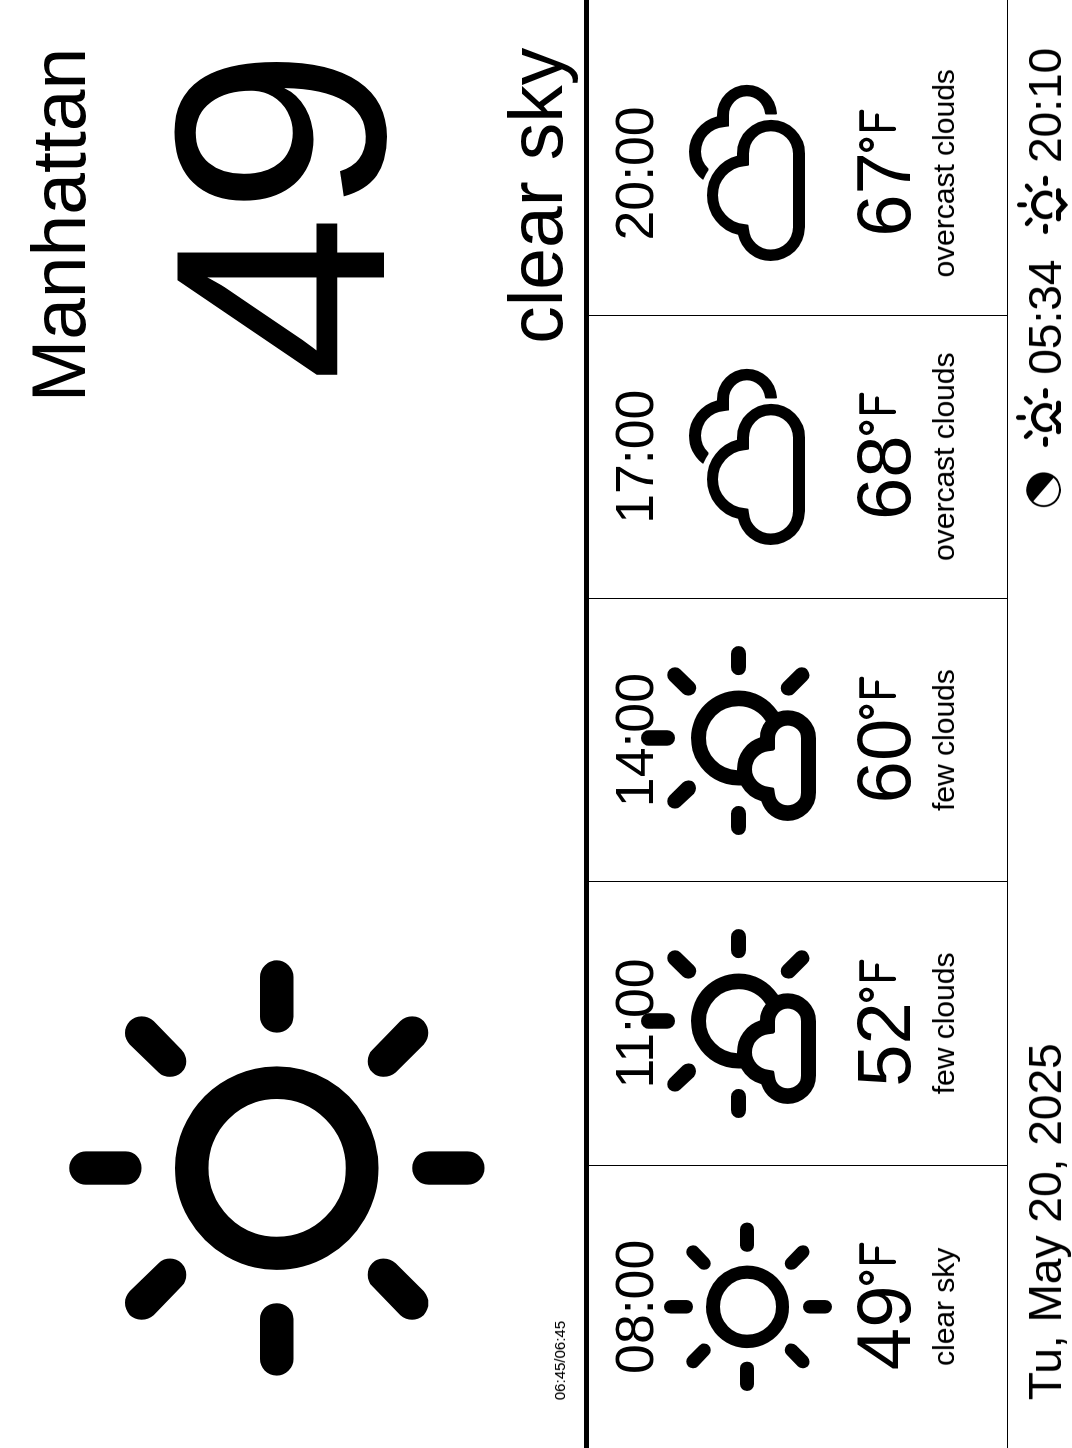 Manhattan
49
clear sky
06:45/06:45
08:00 11:00 14:00 17:00 20:00
49°F 52°F 60°F 68°F 67°F
clear sky few clouds few clouds overcast clouds overcast clouds
Tu, May 20, 2025 05:34 20:10